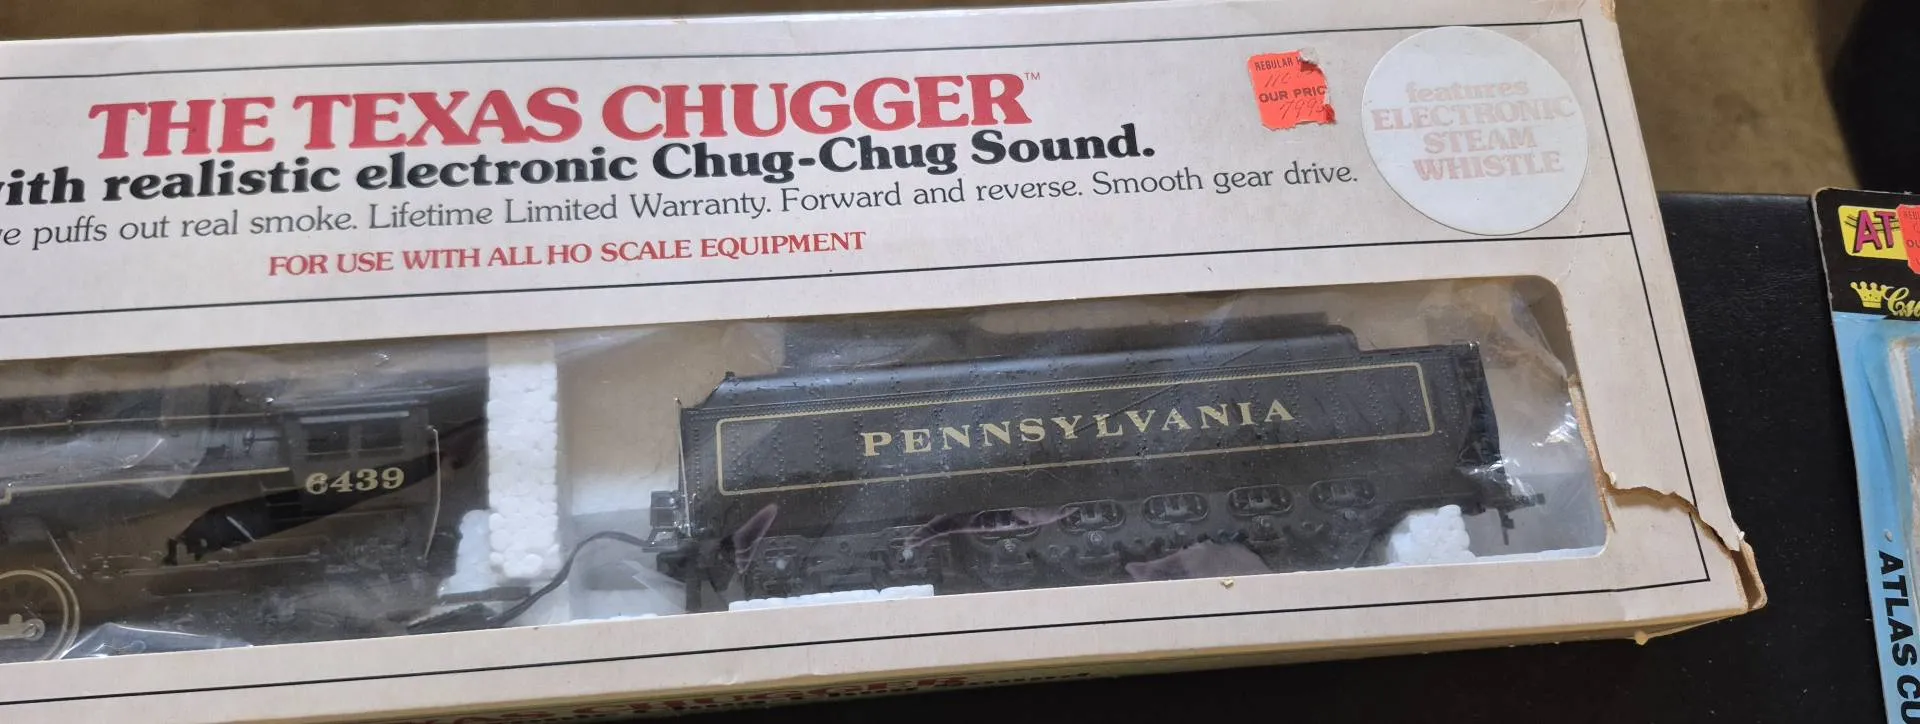 THE TEXAS CHUGGER™
with realistic electronic Chug-Chug Sound.
puffs out real smoke. Lifetime Limited Warranty. Forward and reverse. Smooth gear drive.
FOR USE WITH ALL HO SCALE EQUIPMENT
REGULAR
OUR PRIC
features
ELECTRONIC
STEAM
WHISTLE
6439
PENNSYLVANIA
AT
ATLAS CU